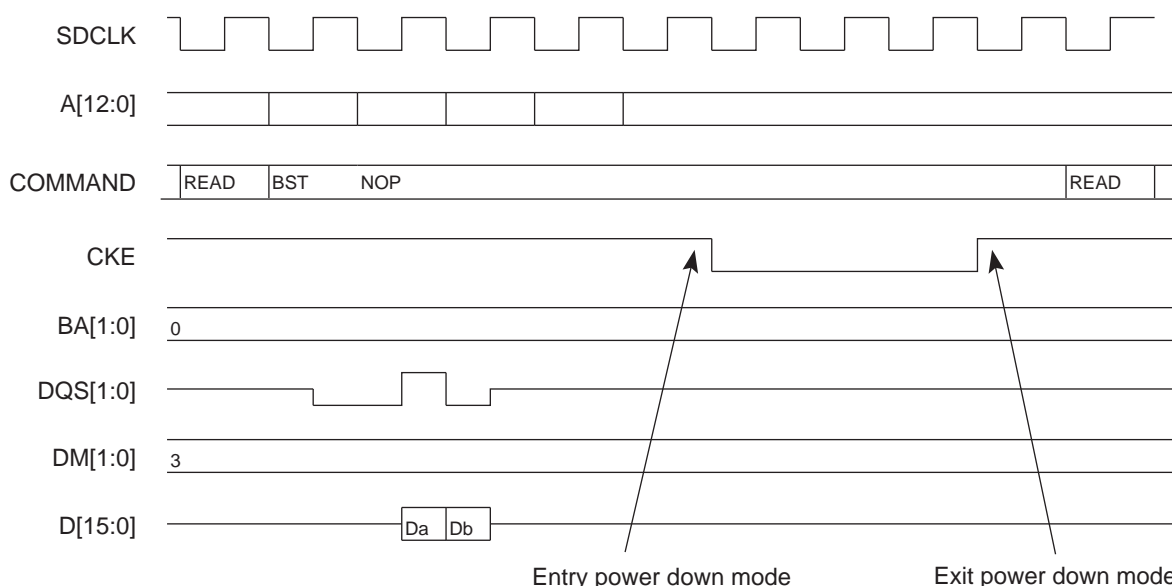 SDCLK
A[12:0]
COMMAND READ BST NOP READ
CKE
BA[1:0] 0
DQS[1:0]
DM[1:0] 3
D[15:0] Da Db
Entry power down mode Exit power down mode